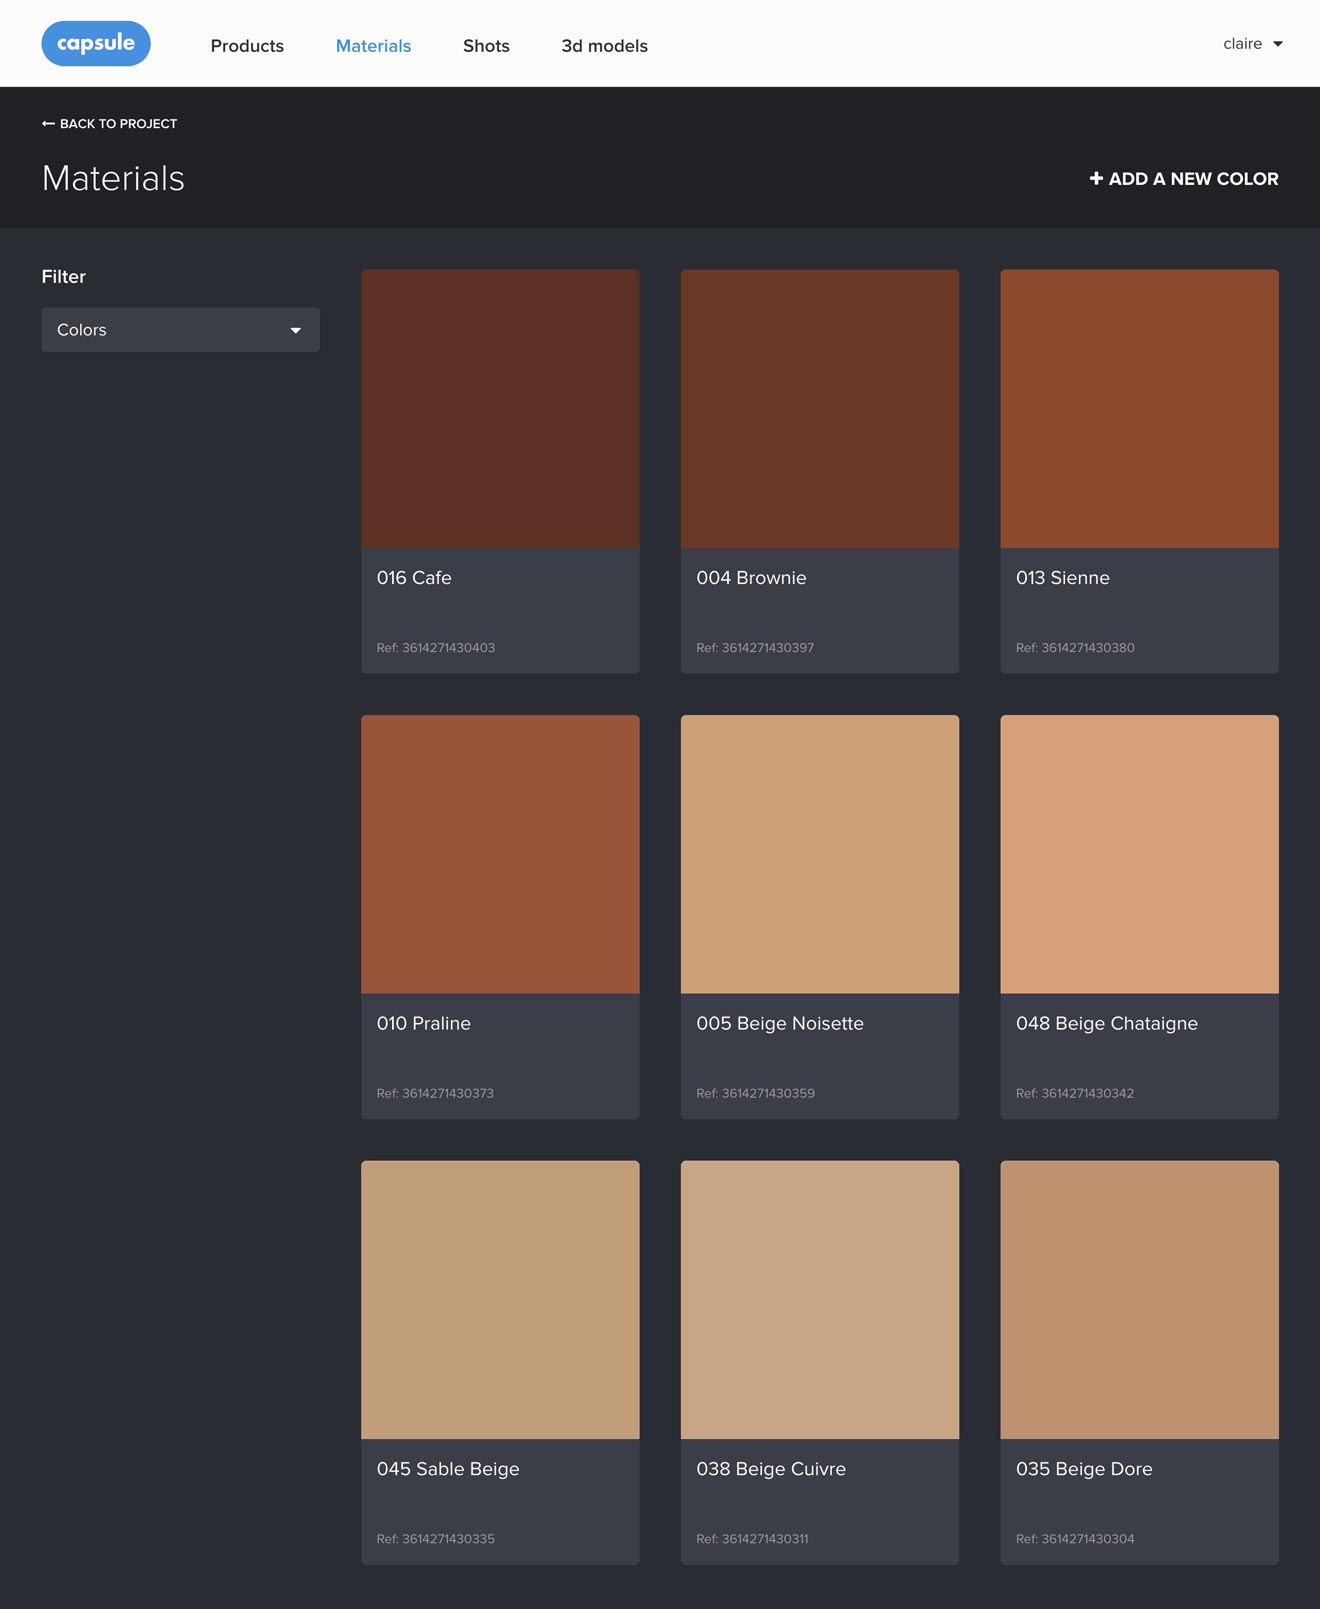 capsule
Products
Materials
Shots
3d models
claire
← BACK TO PROJECT
Materials
+ ADD A NEW COLOR
Filter
Colors
016 Cafe
Ref: 3614271430403
004 Brownie
Ref: 3614271430397
013 Sienne
Ref: 3614271430380
010 Praline
Ref: 3614271430373
005 Beige Noisette
Ref: 3614271430359
048 Beige Chataigne
Ref: 3614271430342
045 Sable Beige
Ref: 3614271430335
038 Beige Cuivre
Ref: 3614271430311
035 Beige Dore
Ref: 3614271430304